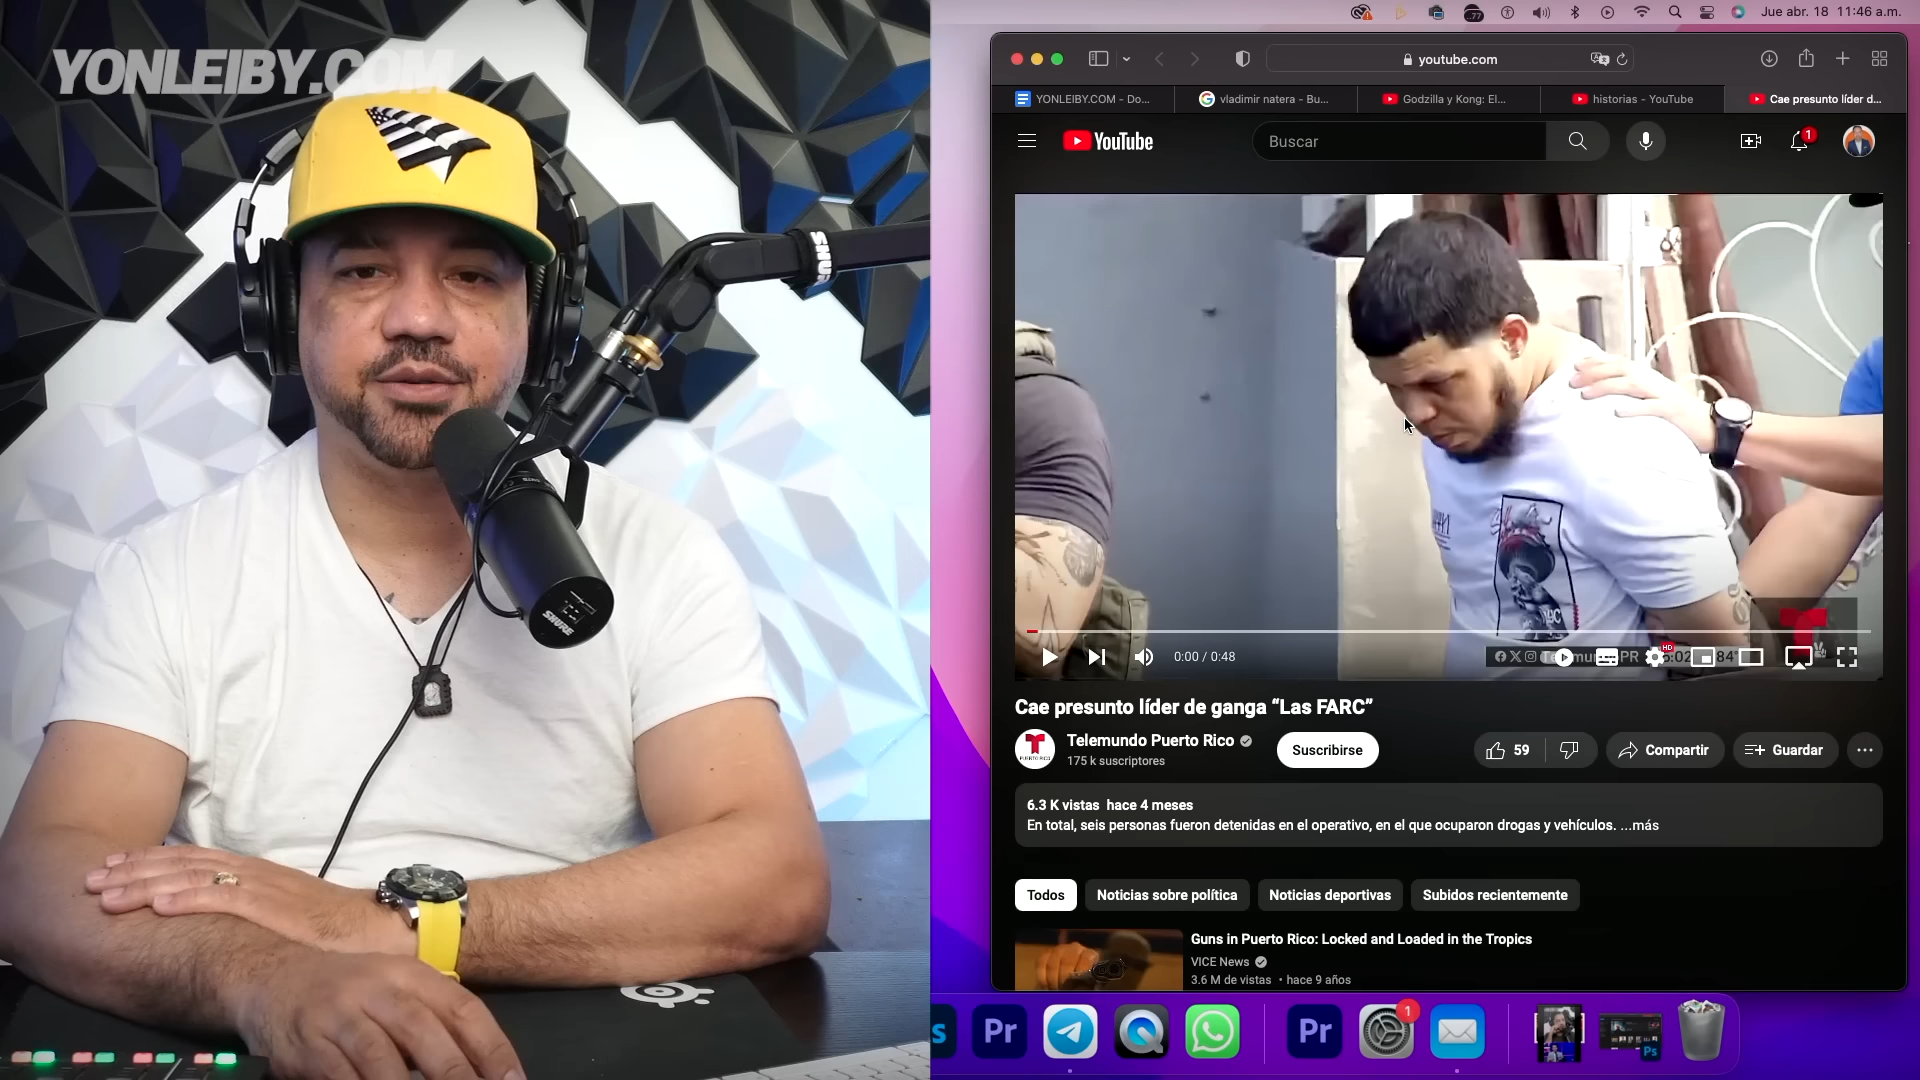 YONLEIBY.COM
SHURE
SHURE
Jue abr. 18 11:46 a.m.
youtube.com
YONLEIBY.COM - Do...
vladimir natera - Bu...
Godzilla y Kong: El...
historias - YouTube
Cae presunto líder d...
YouTube
Buscar
1
0:00 / 0:48
HD
Cae presunto líder de ganga “Las FARC”
Telemundo Puerto Rico
175 k suscriptores
Suscribirse
59
Compartir
Guardar
6.3 K vistas hace 4 meses
En total, seis personas fueron detenidas en el operativo, en el que ocuparon drogas y vehículos. ...más
Todos
Noticias sobre política
Noticias deportivas
Subidos recientemente
Guns in Puerto Rico: Locked and Loaded in the Tropics
VICE News
3.6 M de vistas • hace 9 años
s
Pr
Pr
1
Ps